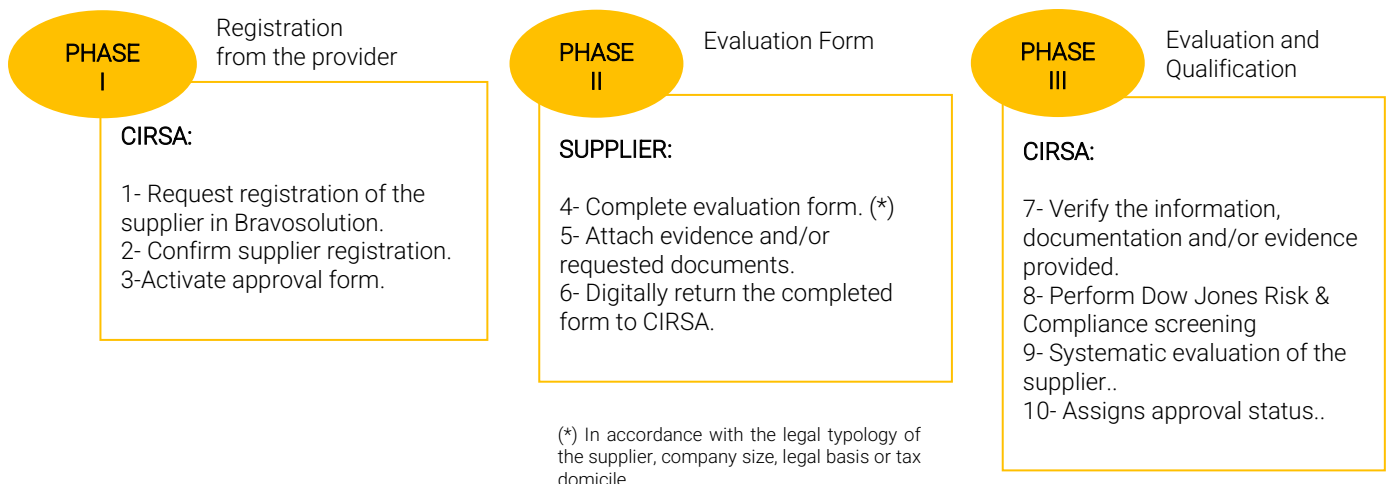 PHASE
I
Registration
from the provider
CIRSA:
1- Request registration of the
supplier in Bravosolution.
2- Confirm supplier registration.
3-Activate approval form.
PHASE
II
Evaluation Form
SUPPLIER:
4- Complete evaluation form. (*)
5- Attach evidence and/or
requested documents.
6- Digitally return the completed
form to CIRSA.
(*) In accordance with the legal typology of
the supplier, company size, legal basis or tax
domicile
PHASE
III
Evaluation and
Qualification
CIRSA:
7- Verify the information,
documentation and/or evidence
provided.
8- Perform Dow Jones Risk &
Compliance screening
9- Systematic evaluation of the
supplier..
10- Assigns approval status..